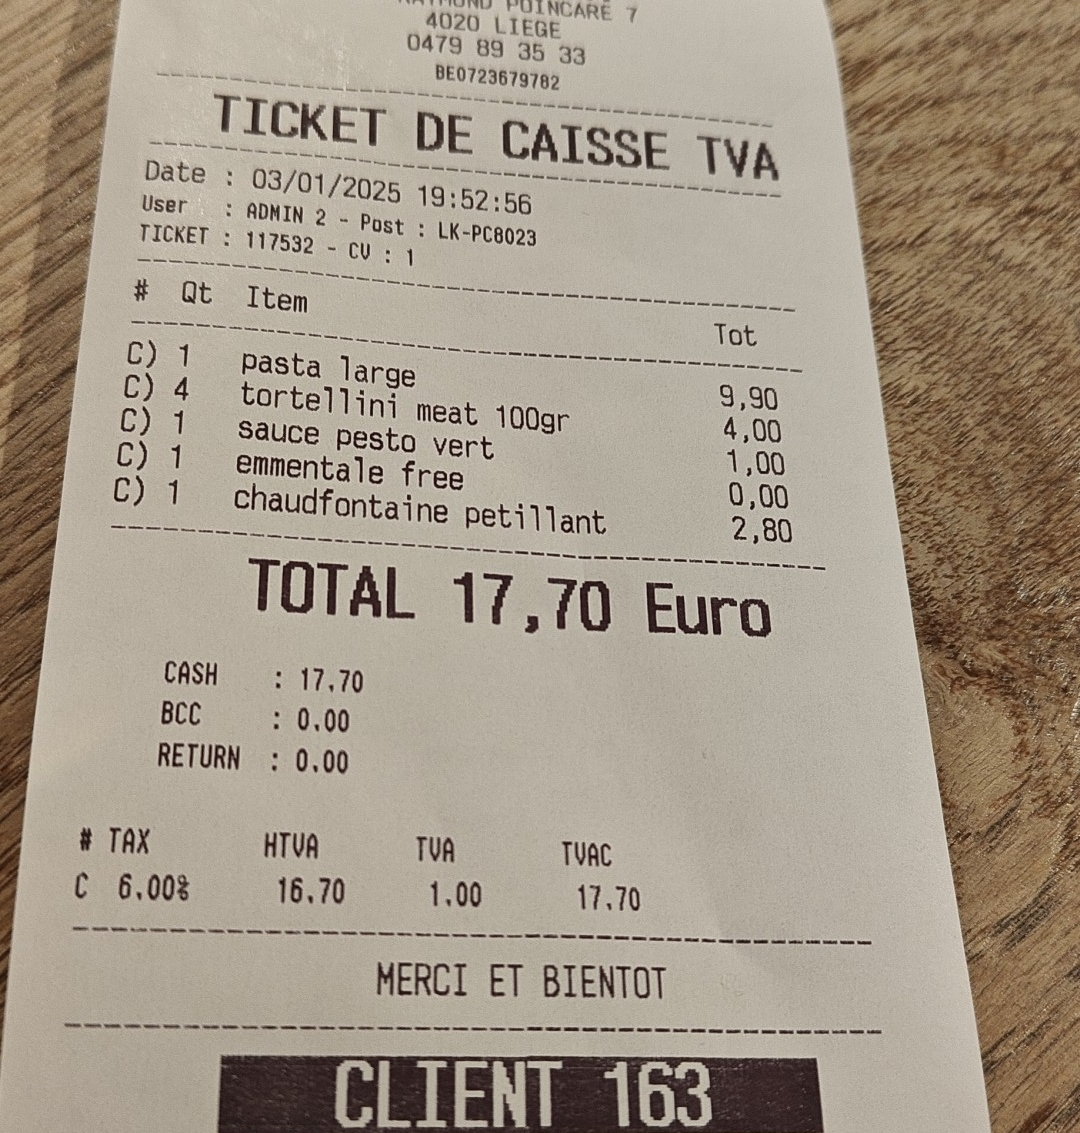 RAYMOND POINCARE 7
4020 LIEGE
0479 89 35 33
BE0723679782
TICKET DE CAISSE TVA
Date : 03/01/2025 19:52:56
User : ADMIN 2 - Post : LK-PC8023
TICKET : 117532 - CV : 1
# Qt Item Tot
C) 1 pasta large 9,90
C) 4 tortellini meat 100gr 4,00
C) 1 sauce pesto vert 1,00
C) 1 emmentale free 0,00
C) 1 chaudfontaine petillant 2,80
TOTAL 17,70 Euro
CASH : 17.70
BCC : 0.00
RETURN : 0.00
# TAX HTVA TVA TVAC
C 6.00% 16.70 1.00 17.70
MERCI ET BIENTOT
CLIENT 163